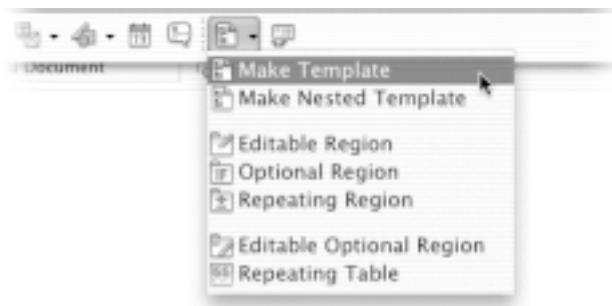 Document
Make Template
Make Nested Template
Editable Region
Optional Region
Repeating Region
Editable Optional Region
Repeating Table